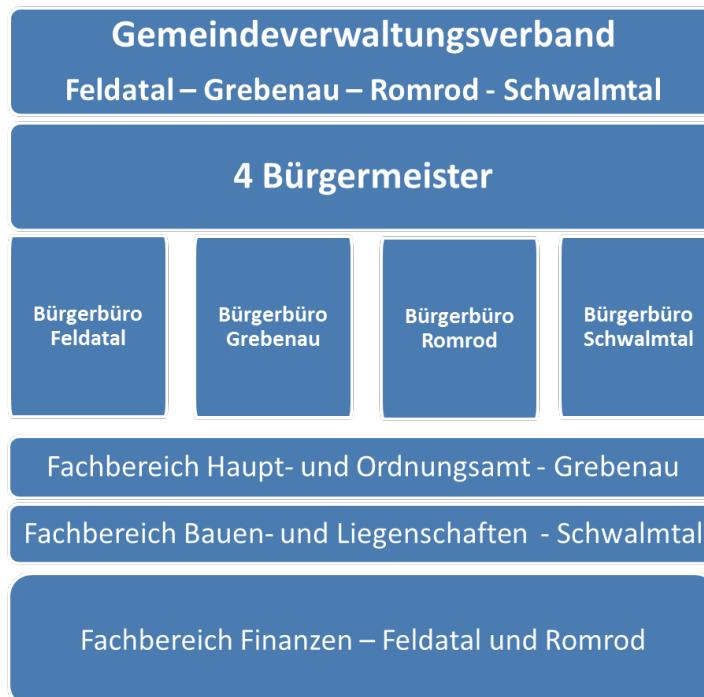 Gemeindeverwaltungsverband
Feldatal – Grebenau – Romrod - Schwalmtal
4 Bürgermeister
Bürgerbüro
Feldatal
Bürgerbüro
Grebenau
Bürgerbüro
Romrod
Bürgerbüro
Schwalmtal
Fachbereich Haupt- und Ordnungsamt - Grebenau
Fachbereich Bauen- und Liegenschaften - Schwalmtal
Fachbereich Finanzen – Feldatal und Romrod